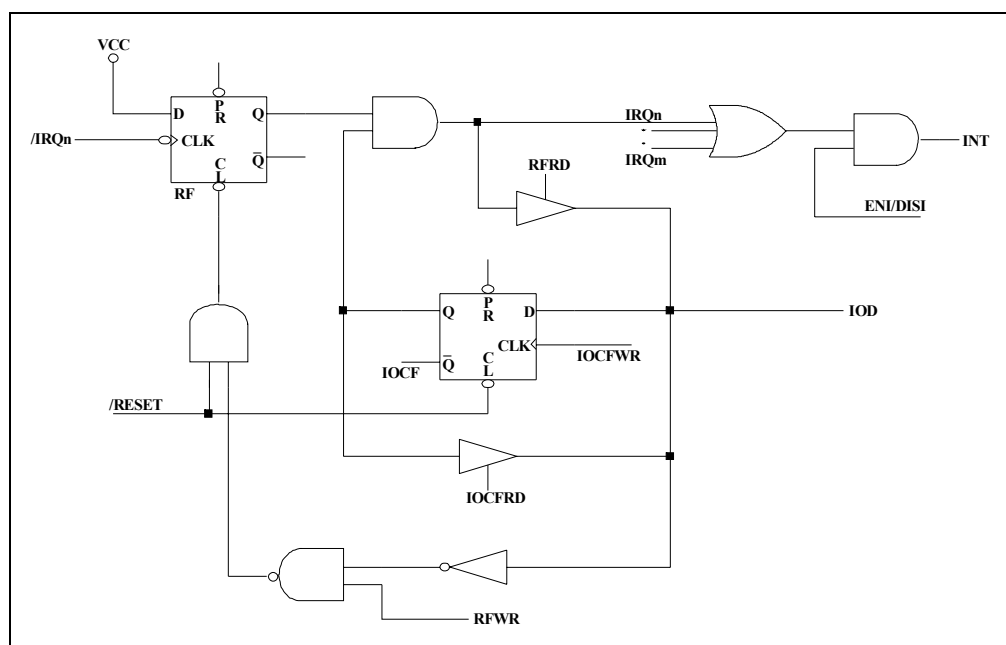 VCC
D
P
R
Q
/IRQn
CLK
C
L
Q
RF
IRQn
IRQm
INT
RFRD
ENI/DISI
Q
P
R
D
IOD
CLK
IOCFWR
IOCF
Q
C
L
/RESET
IOCFRD
RFWR